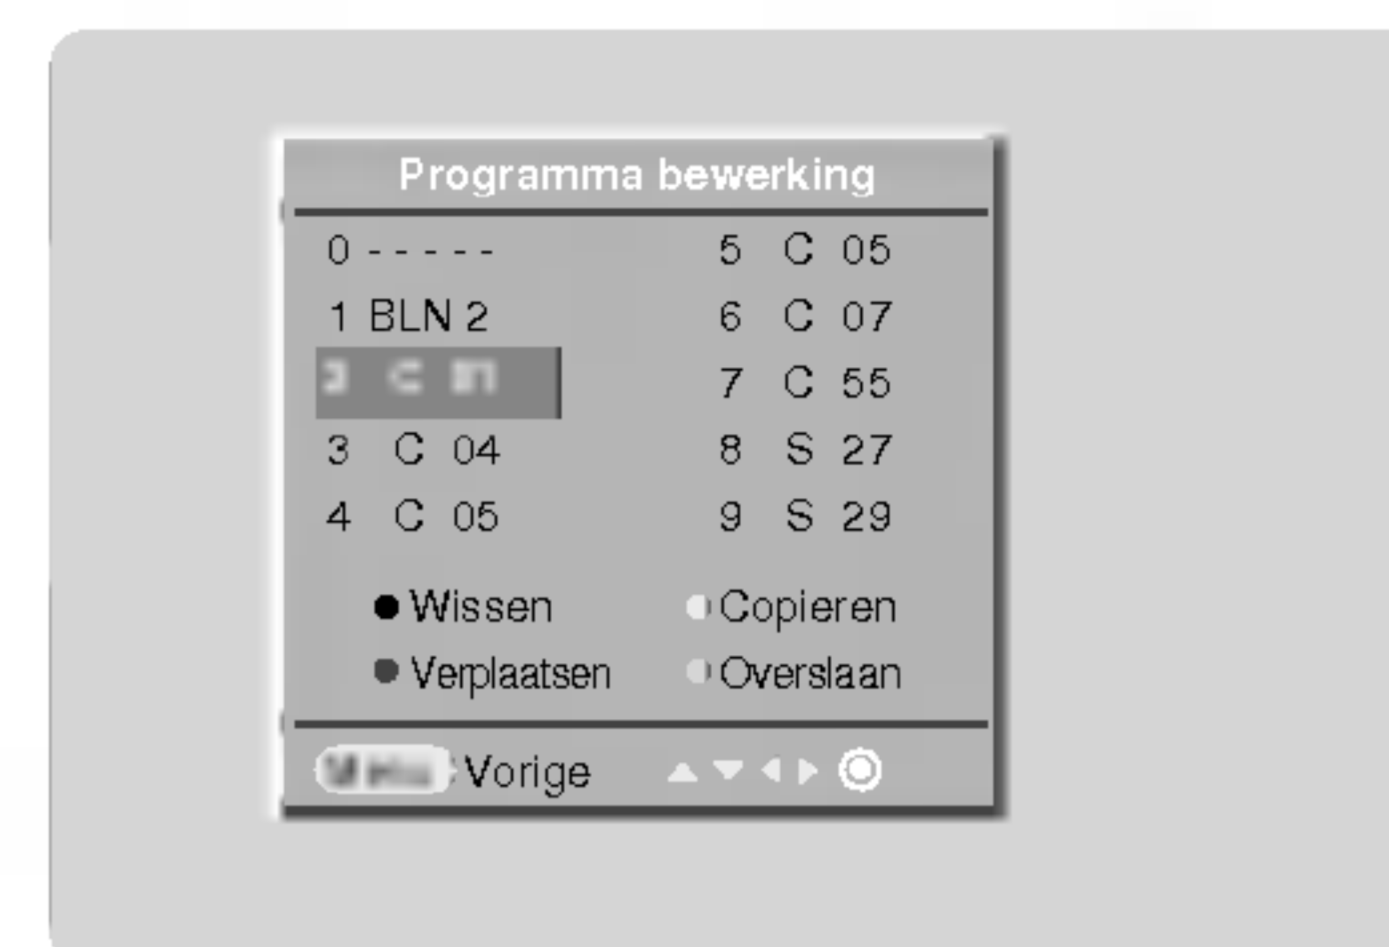 Programma bewerking
0 - - - - -
1 BLN 2
C
3 C 04
4 C 05
5 C 05
6 C 07
7 C 55
8 S 27
9 S 29
Wissen
Copieren
Verplaatsen
Overslaan
Vorige